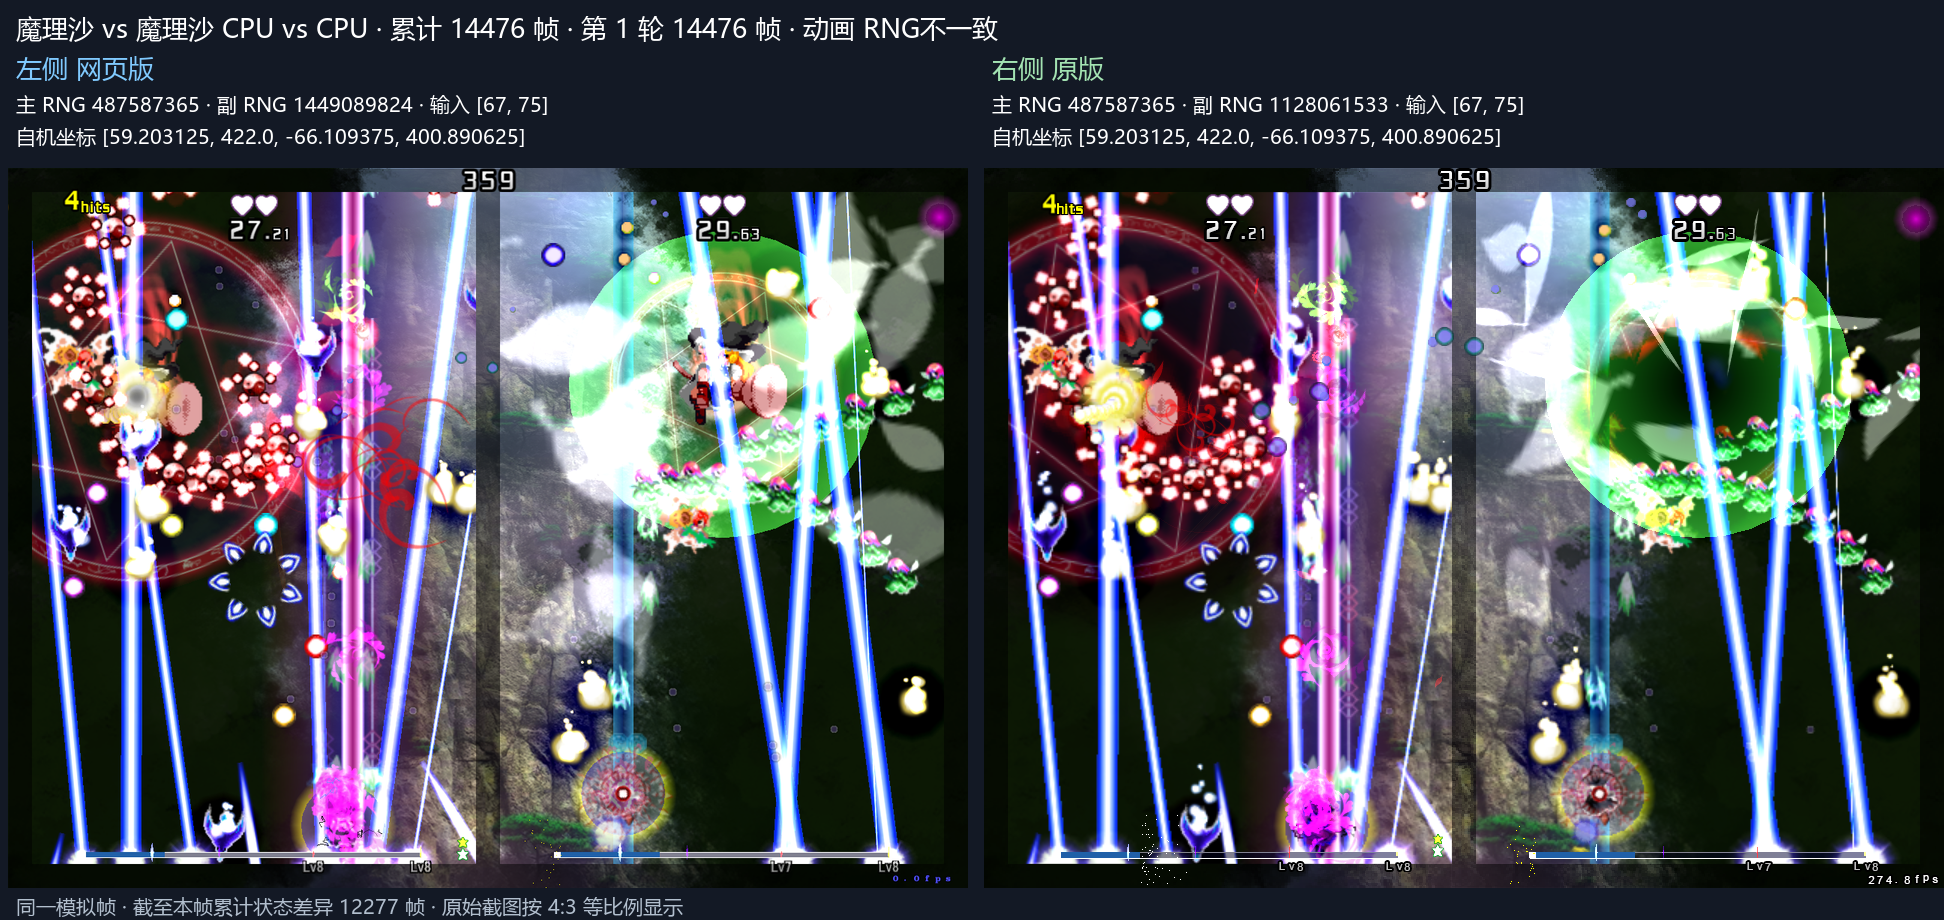 魔理沙 vs 魔理沙 CPU vs CPU · 累计 14476 帧 · 第 1 轮 14476 帧 · 动画 RNG不一致
左侧 网页版
主 RNG 487587365 · 副 RNG 1449089824 · 输入 [67, 75]
自机坐标 [59.203125, 422.0, -66.109375, 400.890625]
右侧 原版
主 RNG 487587365 · 副 RNG 1128061533 · 输入 [67, 75]
自机坐标 [59.203125, 422.0, -66.109375, 400.890625]
359
4hits
27.21
29.63
Lv8
Lv8
Lv7
Lv8
0.0fps
359
4hits
27.21
29.63
Lv8
Lv8
Lv7
Lv8
274.8fps
同一模拟帧 · 截至本帧累计状态差异 12277 帧 · 原始截图按 4:3 等比例显示